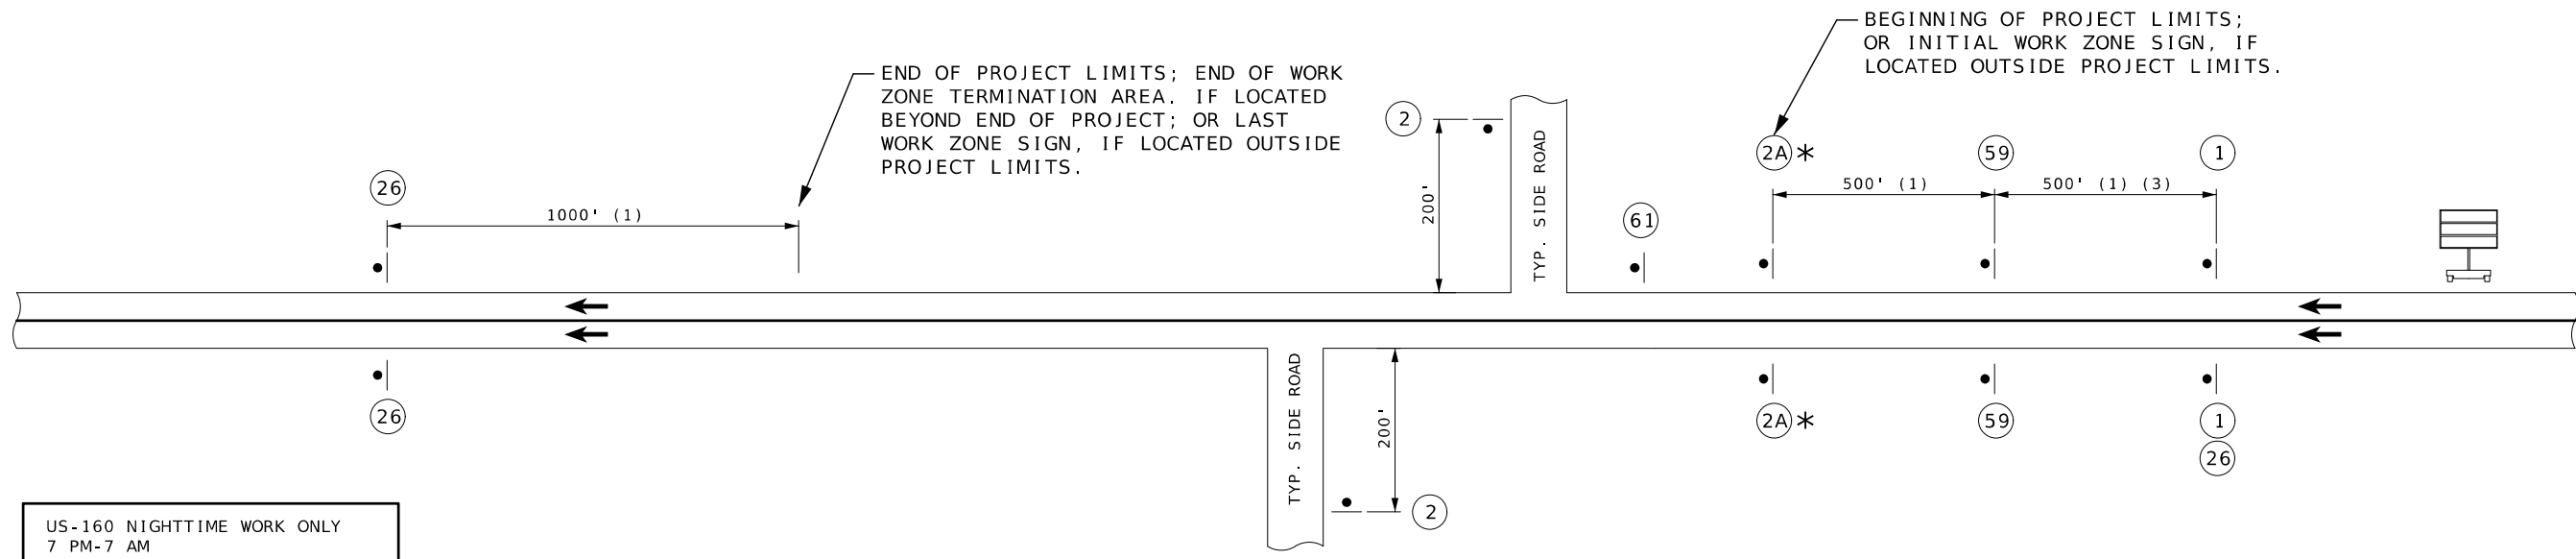 BEGINNING OF PROJECT LIMITS;
OR INITIAL WORK ZONE SIGN, IF
LOCATED OUTSIDE PROJECT LIMITS.
END OF PROJECT LIMITS; END OF WORK
ZONE TERMINATION AREA, IF LOCATED
BEYOND END OF PROJECT; OR LAST
WORK ZONE SIGN, IF LOCATED OUTSIDE
PROJECT LIMITS.
2
2A*
59
1
500' (1)
500' (1) (3)
26
1000' (1)
200'
TYP. SIDE ROAD
61
26
TYP. SIDE ROAD
200'
2
2A*
59
1
26
US-160 NIGHTTIME WORK ONLY
7 PM-7 AM